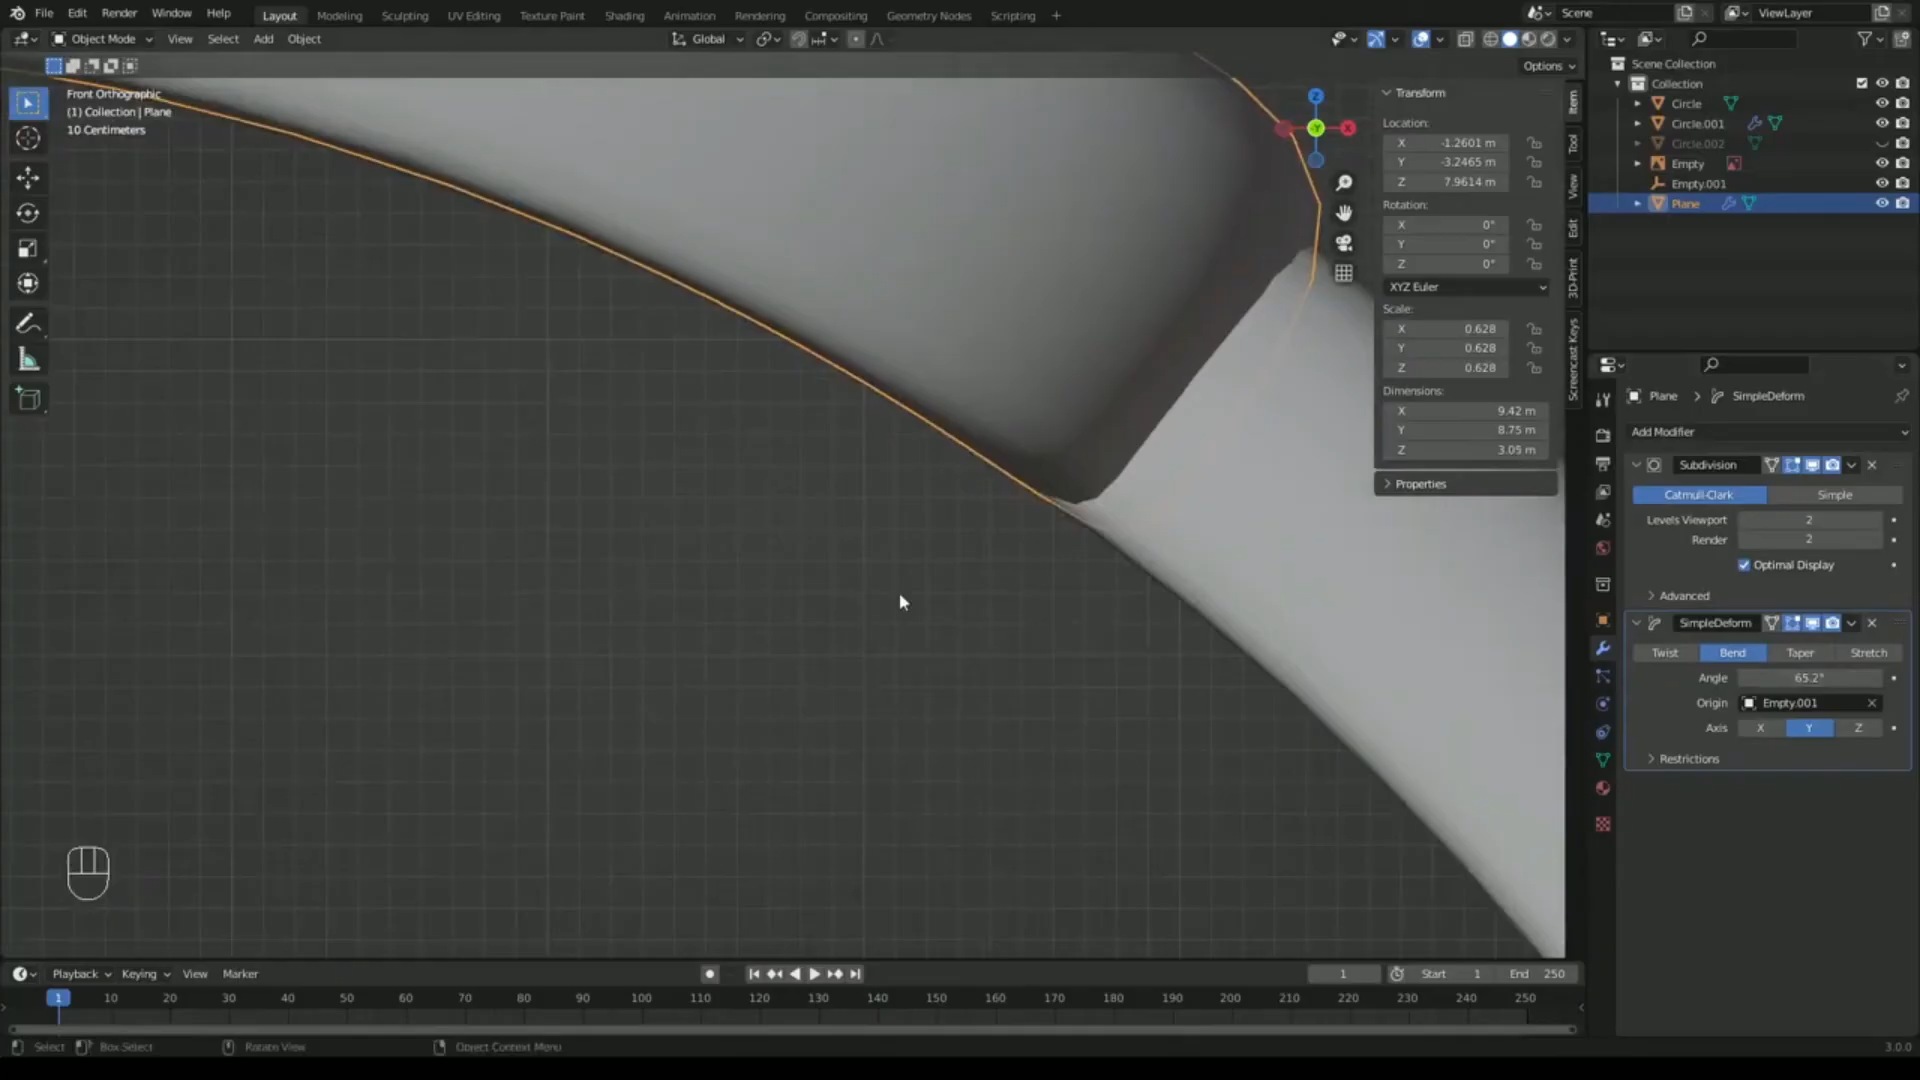 File Edit Render Window Help Layout Modeling Sculpting UV Editing Texture Paint Shading Animation Rendering Compositing Geometry Nodes Scripting + Scene ViewLayer
Object Mode View Select Add Object Global
Options
Front Orthographic
(1) Collection | Plane
10 Centimeters
Transform
Location:
X -1.2601 m
Y -3.2465 m
Z 7.9614 m
Rotation:
X 0°
Y 0°
Z 0°
XYZ Euler
Scale:
X 0.628
Y 0.628
Z 0.628
Dimensions:
X 9.42 m
Y 8.75 m
Z 3.05 m
Properties
Item
Tool
View
Edit
3D-Print
Screencast Keys
Z
-Y
X
Scene Collection
Collection
Circle
Circle.001
Circle.002
Empty
Empty.001
Plane
Plane > SimpleDeform
Add Modifier
Subdivision
Catmull-Clark Simple
Levels Viewport 2
Render 2
Optimal Display
Advanced
SimpleDeform
Twist Bend Taper Stretch
Angle 65.2°
Origin Empty.001
Axis X Y Z
Restrictions
Playback Keying View Marker 1 Start 1 End 250
1 10 20 30 40 50 60 70 80 90 100 110 120 130 140 150 160 170 180 190 200 210 220 230 240 250
Select Box Select Rotate View Object Context Menu 3.0.0